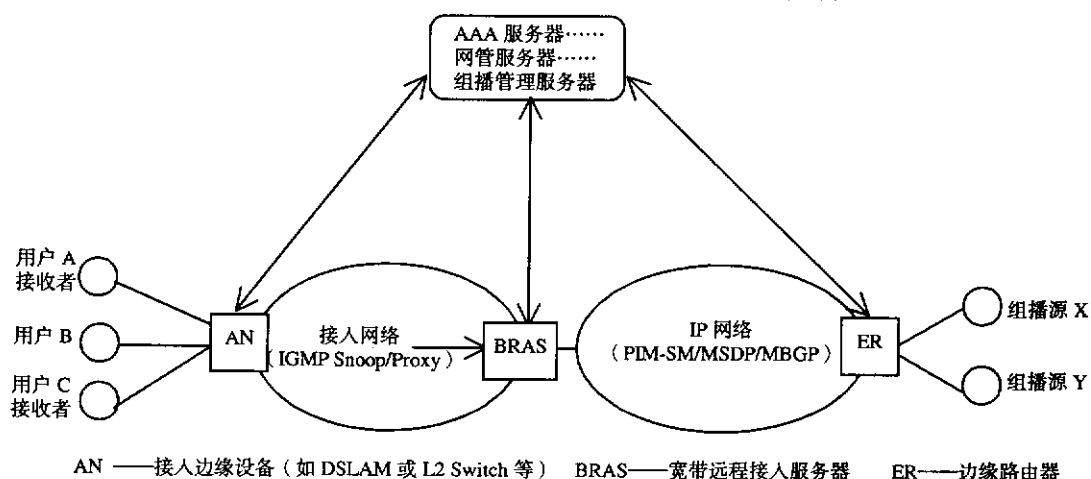 AAA 服务器……
网管服务器……
组播管理服务器
用户 A
接收者
用户 B
用户 C
接收者
AN
接入网络
(IGMP Snoop/Proxy)
BRAS
IP 网络
(PIM-SM/MSDP/MBGP)
ER
组播源 X
组播源 Y
AN ——接入边缘设备(如 DSLAM 或 L2 Switch 等) BRAS——宽带远程接入服务器 ER——边缘路由器